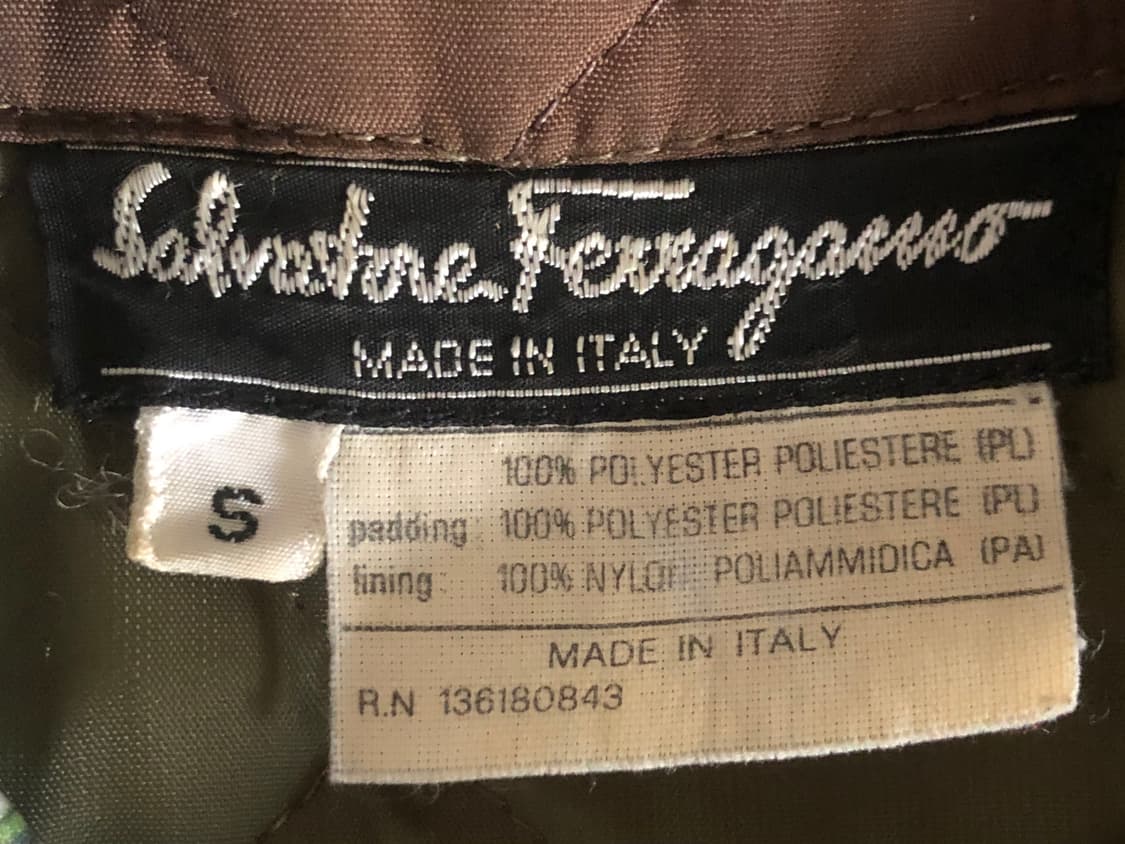 Salvatore Ferragamo
MADE IN ITALY
S
100% POLYESTER POLIESTERE (PL)
padding: 100% POLYESTER POLIESTERE (PL)
lining: 100% NYLON POLIAMMIDICA (PA)
MADE IN ITALY
R.N 136180843